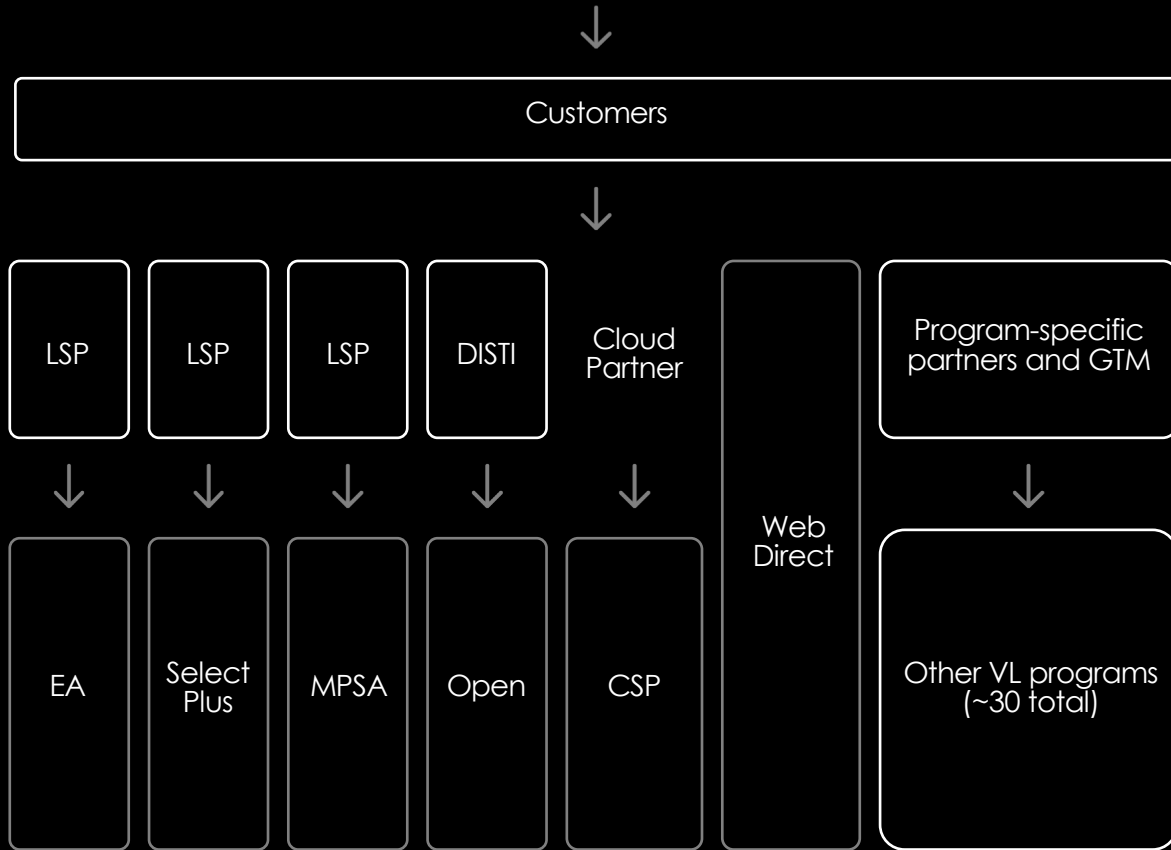 Customers
LSP
LSP
LSP
DISTI
Cloud
Partner
Program-specific
partners and GTM
Web
Direct
EA
Select
Plus
MPSA
Open
CSP
Other VL programs
(~30 total)